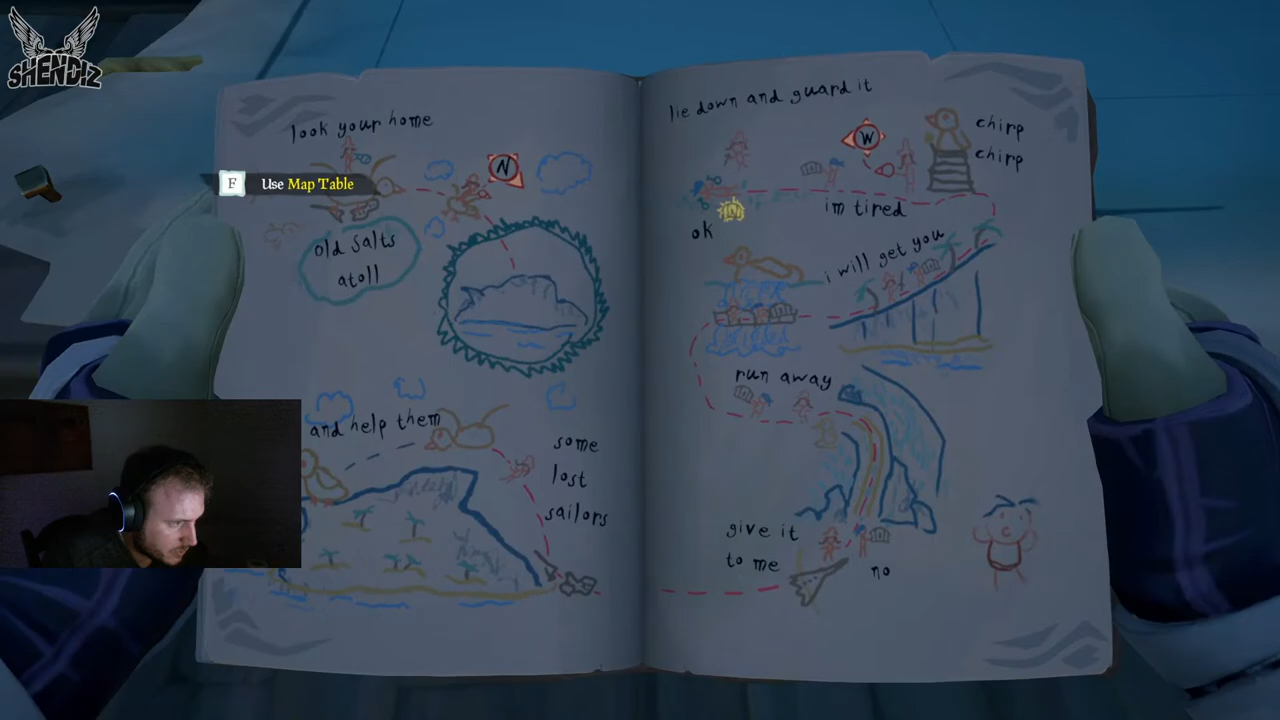 SHENDIZ
look your home
N
F Use Map Table
old salts
atoll
and help them
some
lost
sailors
lie down and guard it
W
chirp
chirp
im tired
ok
i will get you
run away
give it
to me
no